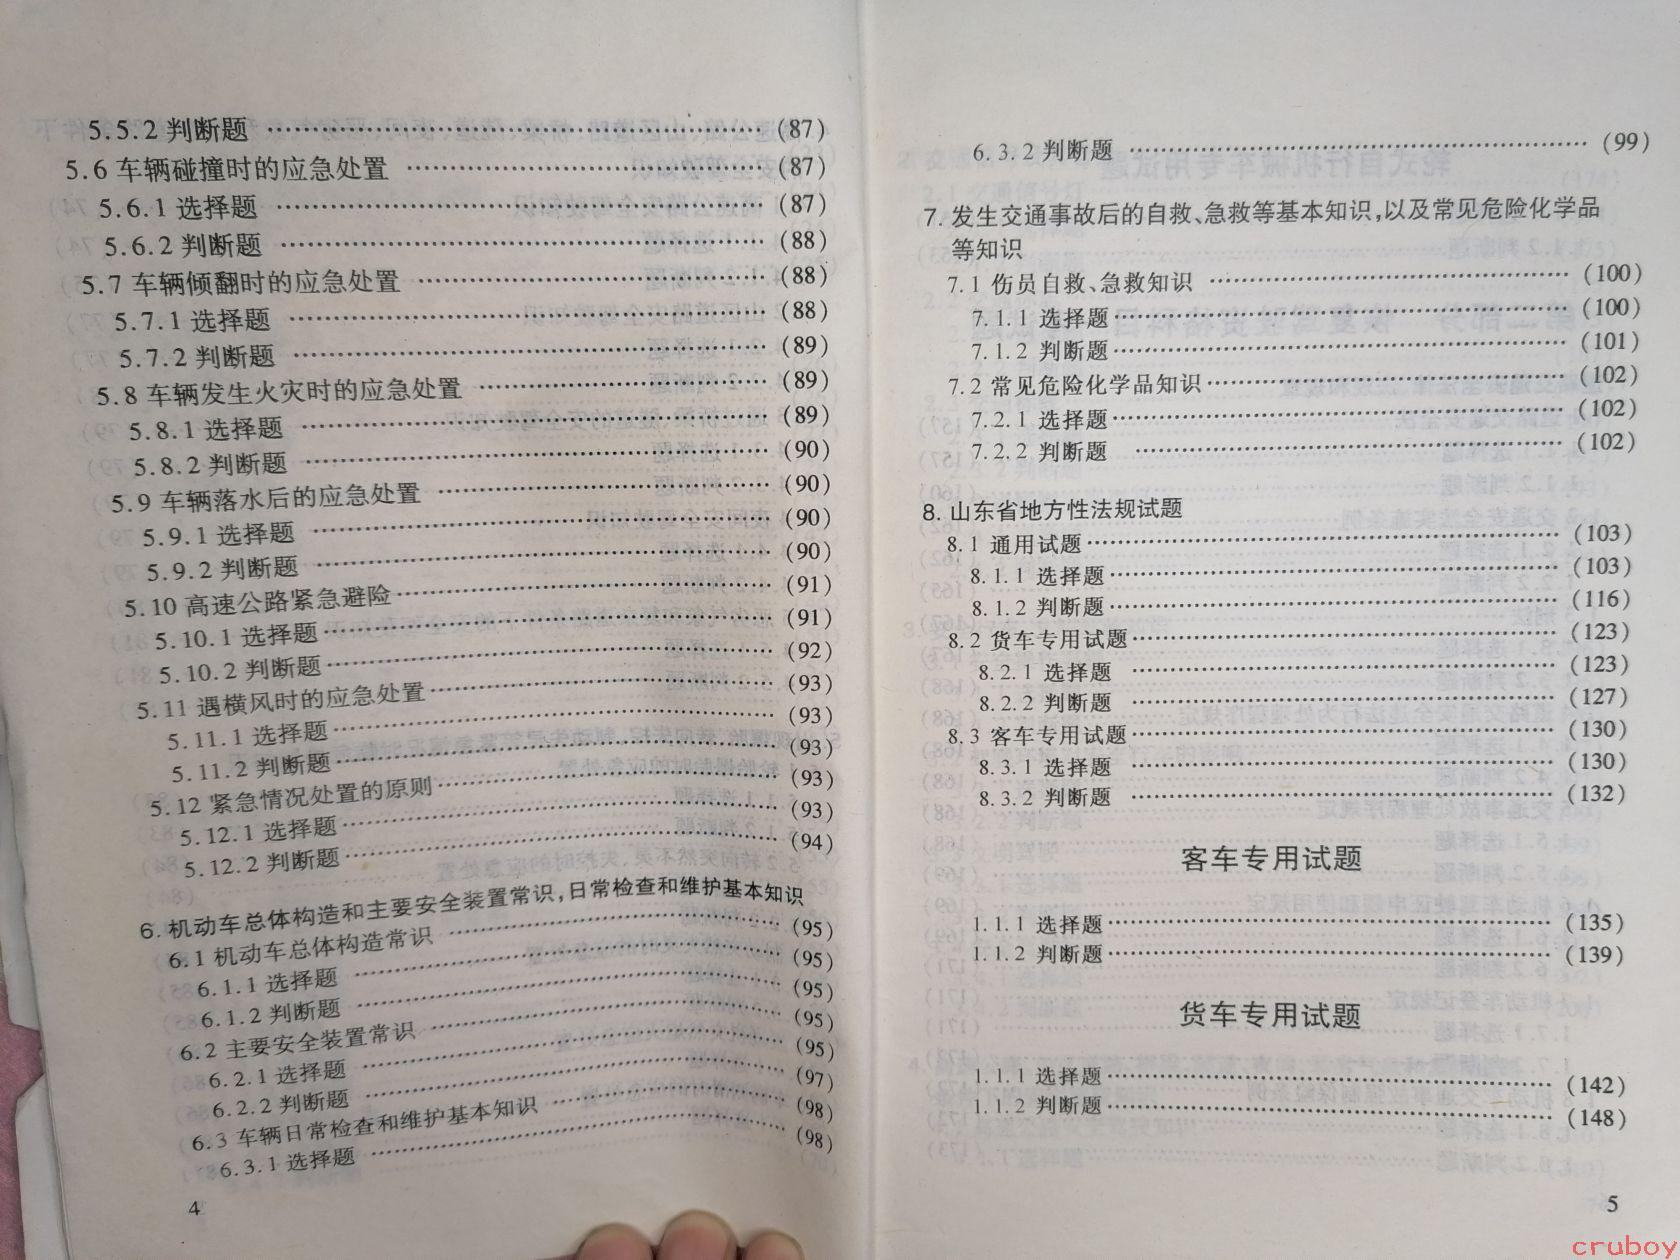 5.5.2 判断题 ………… (87)
5.6 车辆碰撞时的应急处置 ………… (87)
5.6.1 选择题 ………… (87)
5.6.2 判断题 ………… (88)
5.7 车辆倾翻时的应急处置 ………… (88)
5.7.1 选择题 ………… (88)
5.7.2 判断题 ………… (89)
5.8 车辆发生火灾时的应急处置 ………… (89)
5.8.1 选择题 ………… (89)
5.8.2 判断题 ………… (90)
5.9 车辆落水后的应急处置 ………… (90)
5.9.1 选择题 ………… (90)
5.9.2 判断题 ………… (90)
5.10 高速公路紧急避险 ………… (91)
5.10.1 选择题 ………… (91)
5.10.2 判断题 ………… (92)
5.11 遇横风时的应急处置 ………… (93)
5.11.1 选择题 ………… (93)
5.11.2 判断题 ………… (93)
5.12 紧急情况处置的原则 ………… (93)
5.12.1 选择题 ………… (93)
5.12.2 判断题 ………… (94)
6. 机动车总体构造和主要安全装置常识,日常检查和维护基本知识
6.1 机动车总体构造常识 ………… (95)
6.1.1 选择题 ………… (95)
6.1.2 判断题 ………… (95)
6.2 主要安全装置常识 ………… (95)
6.2.1 选择题 ………… (95)
6.2.2 判断题 ………… (97)
6.3 车辆日常检查和维护基本知识 ………… (98)
6.3.1 选择题 ………… (98)
4
6.3.2 判断题 ………… (99)
7. 发生交通事故后的自救、急救等基本知识,以及常见危险化学品
等知识
7.1 伤员自救、急救知识 ………… (100)
7.1.1 选择题 ………… (100)
7.1.2 判断题 ………… (101)
7.2 常见危险化学品知识 ………… (102)
7.2.1 选择题 ………… (102)
7.2.2 判断题 ………… (102)
8. 山东省地方性法规试题
8.1 通用试题 ………… (103)
8.1.1 选择题 ………… (103)
8.1.2 判断题 ………… (116)
8.2 货车专用试题 ………… (123)
8.2.1 选择题 ………… (123)
8.2.2 判断题 ………… (127)
8.3 客车专用试题 ………… (130)
8.3.1 选择题 ………… (130)
8.3.2 判断题 ………… (132)
客车专用试题
1.1.1 选择题 ………… (135)
1.1.2 判断题 ………… (139)
货车专用试题
1.1.1 选择题 ………… (142)
1.1.2 判断题 ………… (148)
5
cruboy